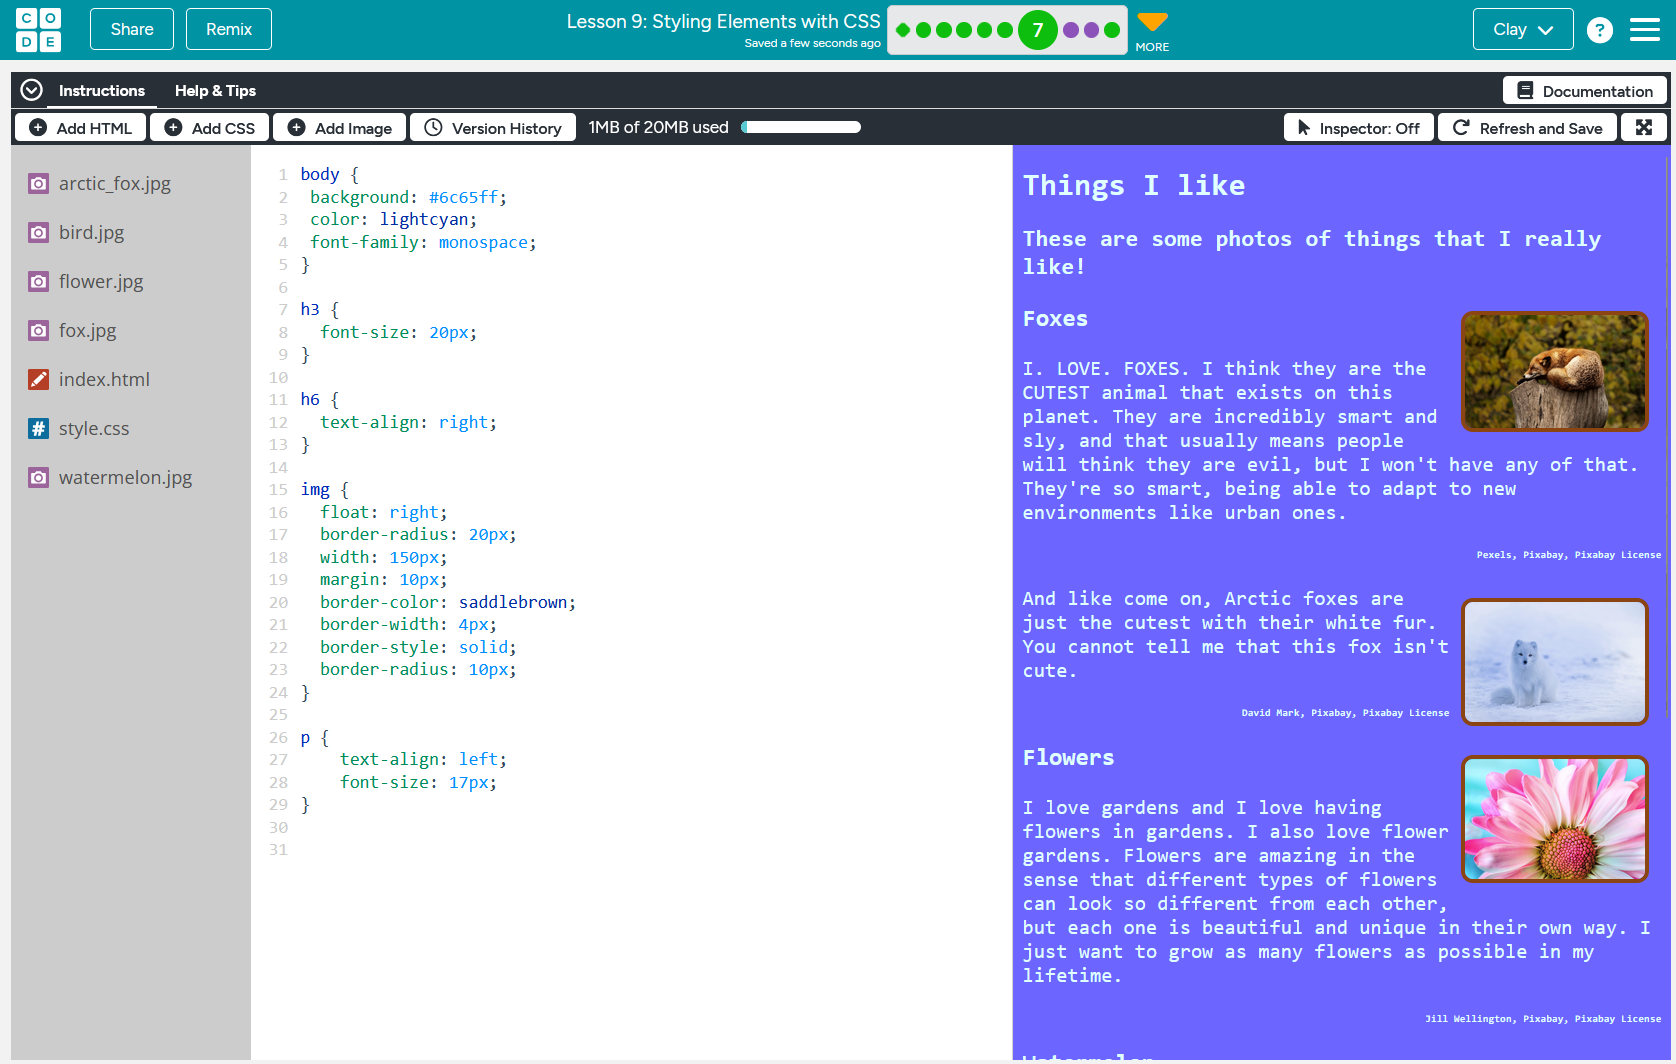 CODE
Share
Remix
Lesson 9: Styling Elements with CSS
Saved a few seconds ago
7
MORE
Clay
?
Instructions
Help & Tips
Documentation
Add HTML
Add CSS
Add Image
Version History
1MB of 20MB used
Inspector: Off
Refresh and Save
arctic_fox.jpg
bird.jpg
flower.jpg
fox.jpg
index.html
# style.css
watermelon.jpg
1 body {
2 background: #6c65ff;
3 color: lightcyan;
4 font-family: monospace;
5 }
6
7 h3 {
8 font-size: 20px;
9 }
10
11 h6 {
12 text-align: right;
13 }
14
15 img {
16 float: right;
17 border-radius: 20px;
18 width: 150px;
19 margin: 10px;
20 border-color: saddlebrown;
21 border-width: 4px;
22 border-style: solid;
23 border-radius: 10px;
24 }
25
26 p {
27 text-align: left;
28 font-size: 17px;
29 }
30
31
Things I like
These are some photos of things that I really
like!
Foxes
I. LOVE. FOXES. I think they are the
CUTEST animal that exists on this
planet. They are incredibly smart and
sly, and that usually means people
will think they are evil, but I won't have any of that.
They're so smart, being able to adapt to new
environments like urban ones.
Pexels, Pixabay, Pixabay License
And like come on, Arctic foxes are
just the cutest with their white fur.
You cannot tell me that this fox isn't
cute.
David Mark, Pixabay, Pixabay License
Flowers
I love gardens and I love having
flowers in gardens. I also love flower
gardens. Flowers are amazing in the
sense that different types of flowers
can look so different from each other,
but each one is beautiful and unique in their own way. I
just want to grow as many flowers as possible in my
lifetime.
Jill Wellington, Pixabay, Pixabay License